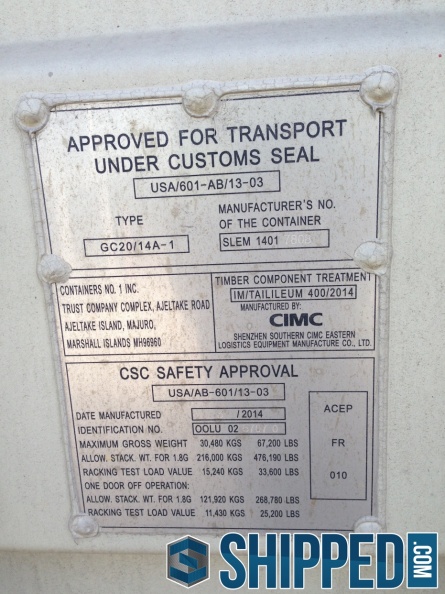 APPROVED FOR TRANSPORT
UNDER CUSTOMS SEAL
USA/601-AB/13-03
TYPE
GC20/14A-1
MANUFACTURER'S NO.
OF THE CONTAINER
SLEM 1401
CONTAINERS NO. 1 INC.
TRUST COMPANY COMPLEX, AJELTAKE ROAD
AJELTAKE ISLAND, MAJURO,
MARSHALL ISLANDS MH96960
TIMBER COMPONENT TREATMENT
IM/TAILILEUM 400/2014
MANUFACTURED BY:
CIMC
SHENZHEN SOUTHERN CIMC EASTERN
LOGISTICS EQUIPMENT MANUFACTURE CO., LTD.
CSC SAFETY APPROVAL
USA/AB-601/13-03
DATE MANUFACTURED /2014
IDENTIFICATION NO. OOLU 02
MAXIMUM GROSS WEIGHT 30,480 KGS 67,200 LBS
ALLOW. STACK. WT. FOR 1.8G 216,000 KGS 476,190 LBS
RACKING TEST LOAD VALUE 15,240 KGS 33,600 LBS
ONE DOOR OFF OPERATION:
ALLOW. STACK. WT. FOR 1.8G 121,920 KGS 268,780 LBS
RACKING TEST LOAD VALUE 11,430 KGS 25,200 LBS
ACEP
FR
010
SHIPPED.COM